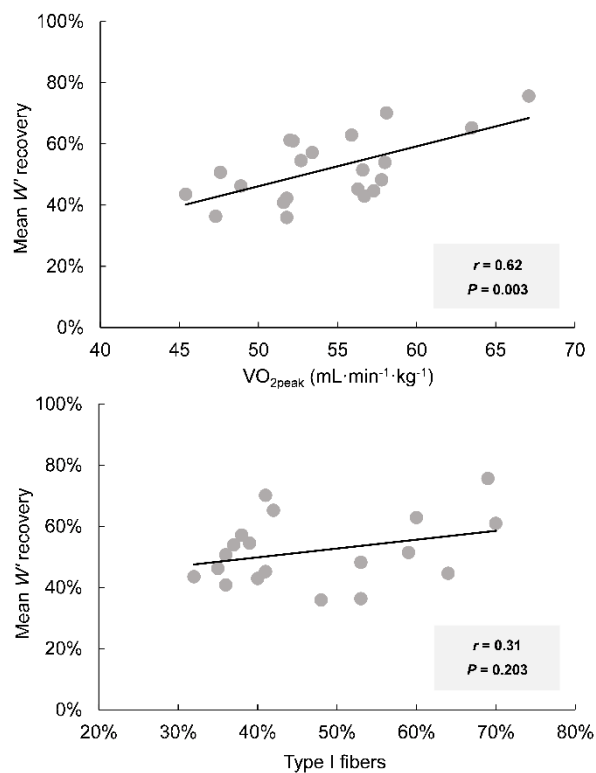 100%
80%
60%
40%
20%
0%
Mean W' recovery
r = 0.62
P = 0.003
40 45 50 55 60 65 70
VO₂peak (mL·min⁻¹·kg⁻¹)
100%
80%
60%
40%
20%
0%
Mean W' recovery
r = 0.31
P = 0.203
20% 30% 40% 50% 60% 70% 80%
Type I fibers